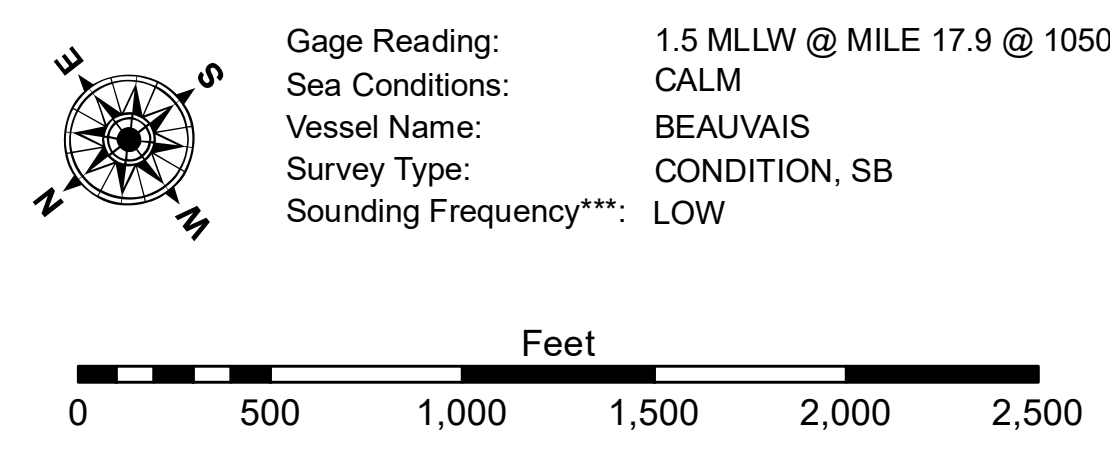 E
S
N
W
Gage Reading: 1.5 MLLW @ MILE 17.9 @ 1050
Sea Conditions: CALM
Vessel Name: BEAUVAIS
Survey Type: CONDITION, SB
Sounding Frequency***: LOW
Feet
0 500 1,000 1,500 2,000 2,500